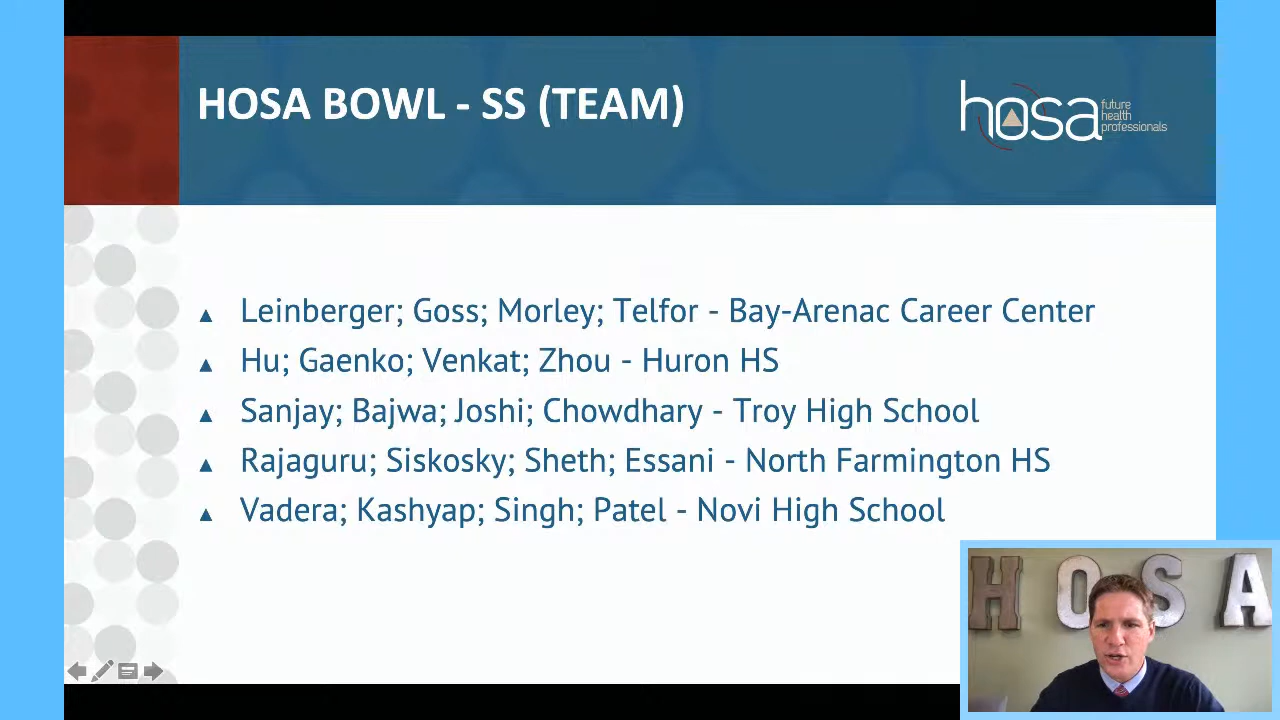 HOSA BOWL - SS (TEAM)
hosa
future
health
professionals
▲ Leinberger; Goss; Morley; Telfor - Bay-Arenac Career Center
▲ Hu; Gaenko; Venkat; Zhou - Huron HS
▲ Sanjay; Bajwa; Joshi; Chowdhary - Troy High School
▲ Rajaguru; Siskosky; Sheth; Essani - North Farmington HS
▲ Vadera; Kashyap; Singh; Patel - Novi High School
HOSA